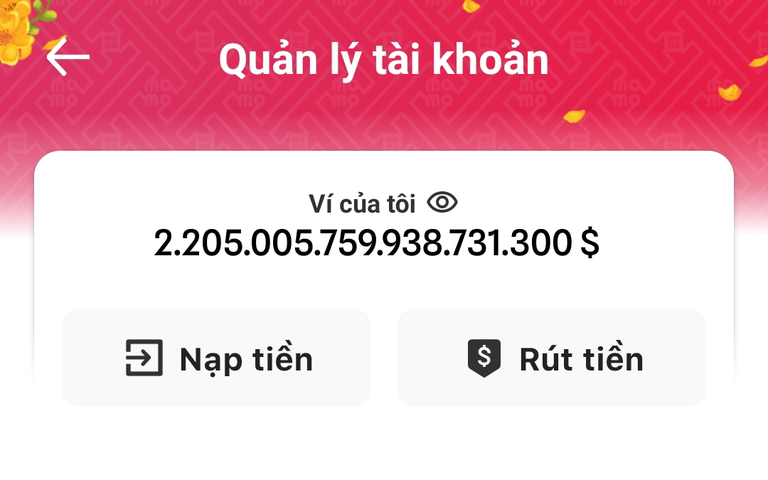 Quản lý tài khoản
Ví của tôi
2.205.005.759.938.731.300 $
Nạp tiền
Rút tiền